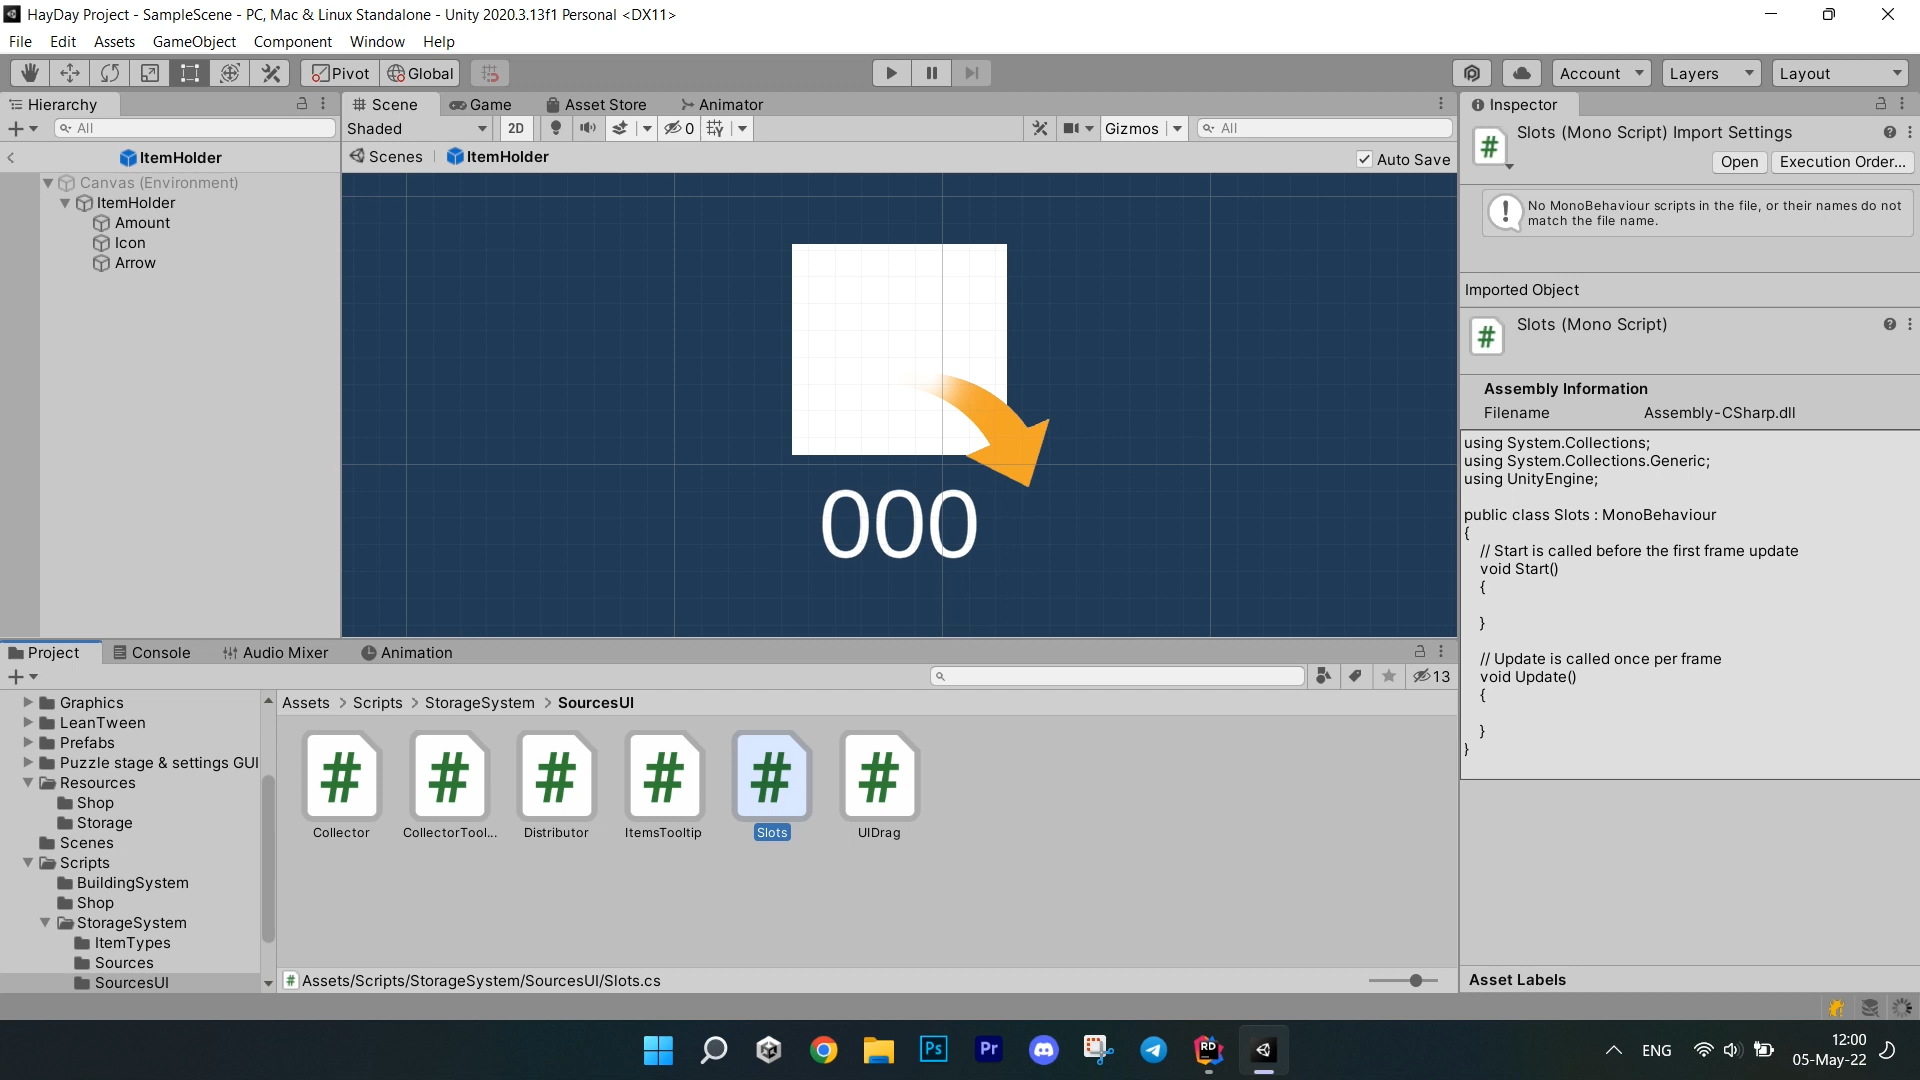 HayDay Project - SampleScene - PC, Mac & Linux Standalone - Unity 2020.3.13f1 Personal <DX11>
File Edit Assets GameObject Component Window Help
Pivot Global Account Layers Layout
Hierarchy
All
ItemHolder
Canvas (Environment)
ItemHolder
Amount
Icon
Arrow
Scene Game Asset Store Animator
Shaded 2D 0 Gizmos All
Scenes ItemHolder Auto Save
000
Inspector
Slots (Mono Script) Import Settings
Open Execution Order...
No MonoBehaviour scripts in the file, or their names do not
match the file name.
Imported Object
Slots (Mono Script)
Assembly Information
Filename Assembly-CSharp.dll
using System.Collections;
using System.Collections.Generic;
using UnityEngine;
public class Slots : MonoBehaviour
{
// Start is called before the first frame update
void Start()
{
}
// Update is called once per frame
void Update()
{
}
}
Asset Labels
Project Console Audio Mixer Animation
13
Graphics
LeanTween
Prefabs
Puzzle stage & settings GUI
Resources
Shop
Storage
Scenes
Scripts
BuildingSystem
Shop
StorageSystem
ItemTypes
Sources
SourcesUI
Assets > Scripts > StorageSystem > SourcesUI
# # # # # #
Collector CollectorTool... Distributor ItemsTooltip Slots UIDrag
Assets/Scripts/StorageSystem/SourcesUI/Slots.cs
Ps Pr RD
ENG
12:00
05-May-22